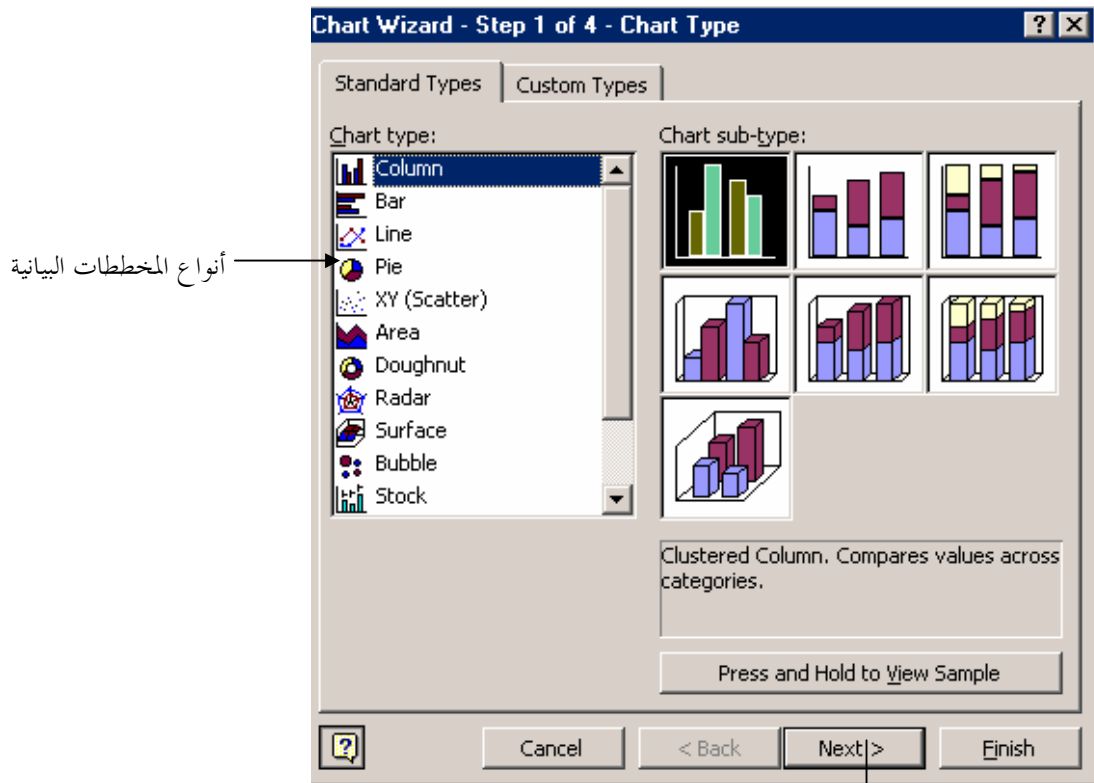 Chart Wizard - Step 1 of 4 - Chart Type
Standard Types
Custom Types
Chart type:
Column
Bar
Line
Pie
XY (Scatter)
Area
Doughnut
Radar
Surface
Bubble
Stock
أنواع المخططات البيانية
Chart sub-type:
Clustered Column. Compares values across
categories.
Press and Hold to View Sample
Cancel
< Back
Next >
Finish